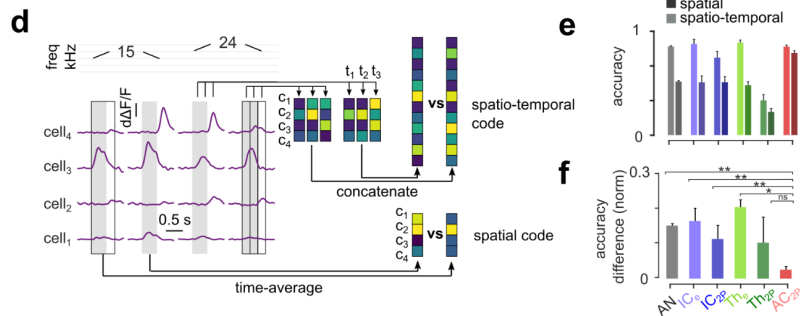 d
freq
kHz
15
24
dΔF/F
cell4
cell3
cell2
cell1
0.5 s
t1 t2 t3
c1
c2
c3
c4
vs
spatio-temporal
code
concatenate
c1
c2
c3
c4
vs
spatial code
time-average
e
spatial
spatio-temporal
1
accuracy
0
f
0.3
accuracy
difference (norm)
0
**
**
**
*
ns
AN
ICe
IC2P
The
Th2P
AC2P